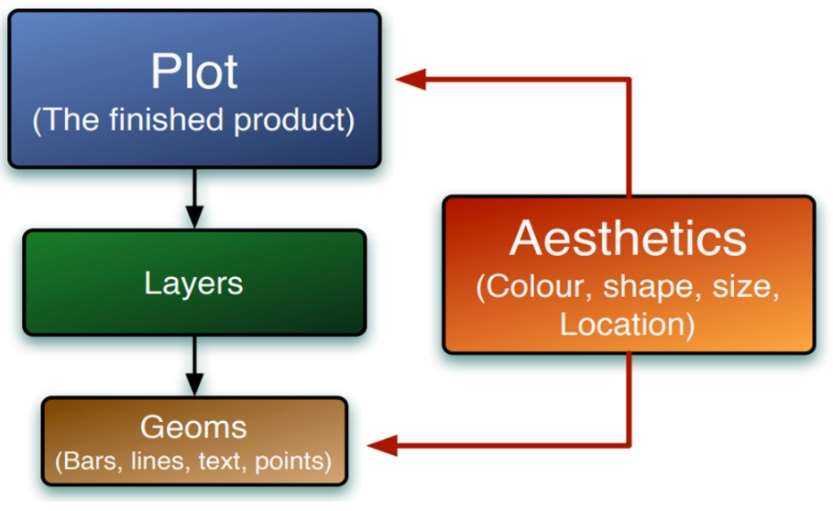 Plot
(The finished product)
Layers
Geoms
(Bars, lines, text, points)
Aesthetics
(Colour, shape, size,
Location)